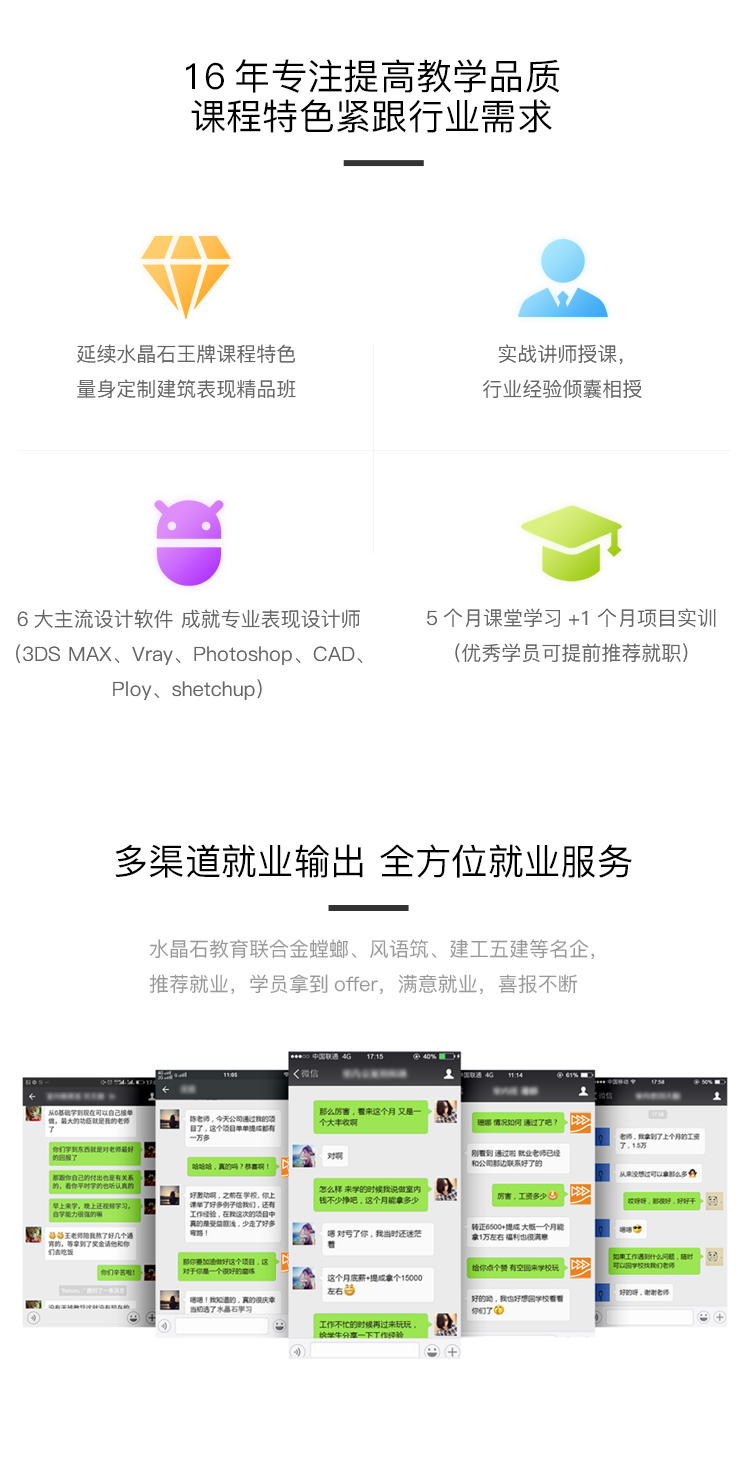 16 年专注提高教学品质
课程特色紧跟行业需求
延续水晶石王牌课程特色
量身定制建筑表现精品班
实战讲师授课,
行业经验倾囊相授
6 大主流设计软件 成就专业表现设计师
（3DS MAX、Vray、Photoshop、CAD、
Ploy、shetchup）
5 个月课堂学习 +1 个月项目实训
（优秀学员可提前推荐就职）
多渠道就业输出 全方位就业服务
水晶石教育联合金螳螂、风语筑、建工五建等名企,
推荐就业，学员拿到 offer，满意就业，喜报不断
从0基础学到现在可以自己接单
做，最大的功臣就是我的老师
了
你们学到东西就是对老师最好
的回报了
那跟你自己的付出也是有关系
的，看你平时学的也听认真的
早上来学，晚上还视频学习，
自学能力很强的嘛
王老师陪我熬了好几个通
宵的，等拿到了奖金请他和你
们去吃饭
你们辛苦啦！
11:05
陈老师，今天公司通过我的项
目了，这个项目单单提成都有
一万多
哈哈哈，真的吗？恭喜啊！
好激动啊，之前在 学校，你上
课举了好多例子给我们，还有
工作经验，在我这次的项目中
真的是受益匪浅，少走了好多
弯路！
那你要加油做好这个项目，这
对于你是一个很好的磨练
嗯嗯！我知道的，真的很庆幸
当初选了水晶石学习
中国联通 4G 17:15 40%
微信
那么厉害，看来这个月 又是一
个大丰收啊
对啊
怎么样 来学的时候我说做室内
钱不少挣吧，这个月能拿多少
嗯 对亏了你，我当时还迷茫
着
这个月底薪+提成拿个15000
左右
工作不忙的时候再过来玩玩，
给学生分享一下工作经验
国联通 4G 11:14 61%
珊娜 情况如何 通过了吧？
刚看到 通过啦 就业老师已经
和公司那边联系好了的
厉害，工资多少
转正6500+提成 大概一个月能
拿1万左右 福利也很满意
给你点个赞 有空回来学校玩
好的呦，我也好想回学校看看
你们了
中国移动 17:58 50%
微信
17:18
老师，我拿到了上个月的工资
了，1.5万
从来没想过可以拿那么多
哎呀呀，那很好，好好干
嘻嘻
如果工作遇到什么问题，随时
可以回学校找我们老师
好的呀，谢谢老师